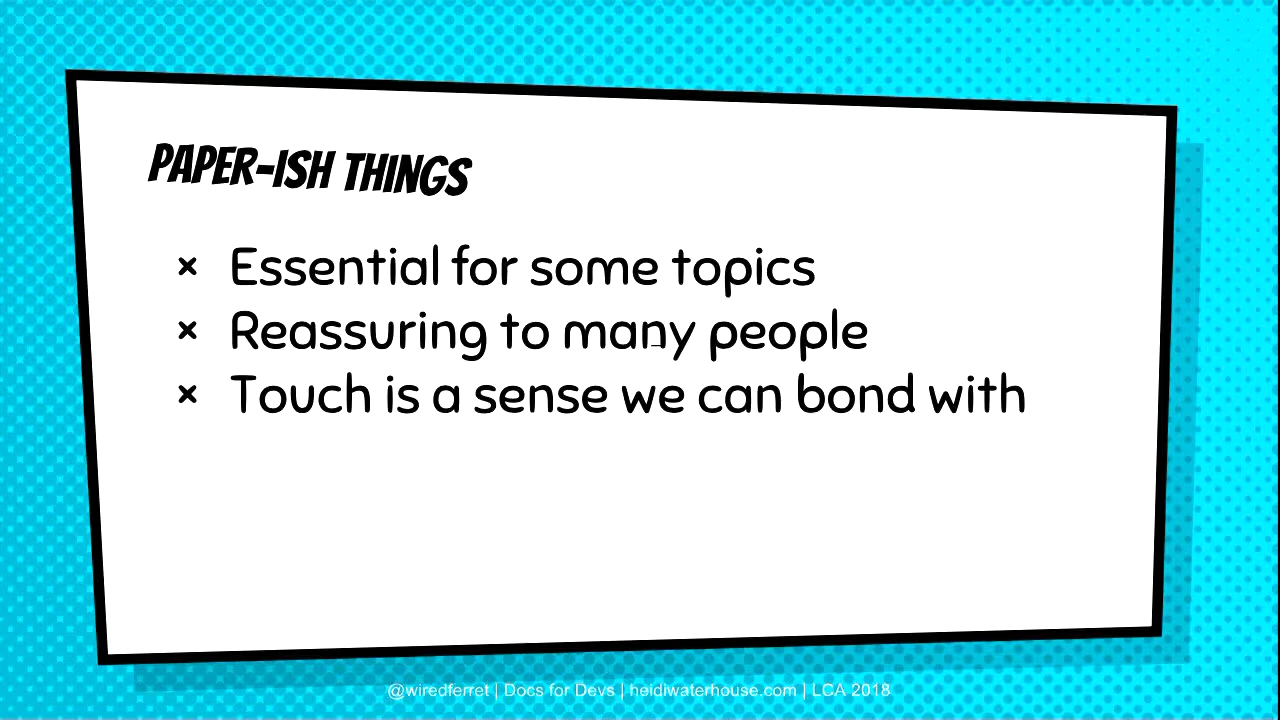 PAPER-ISH THINGS
× Essential for some topics
× Reassuring to many people
× Touch is a sense we can bond with
@wiredferret | Docs for Devs | heidiwaterhouse.com | LCA 2018